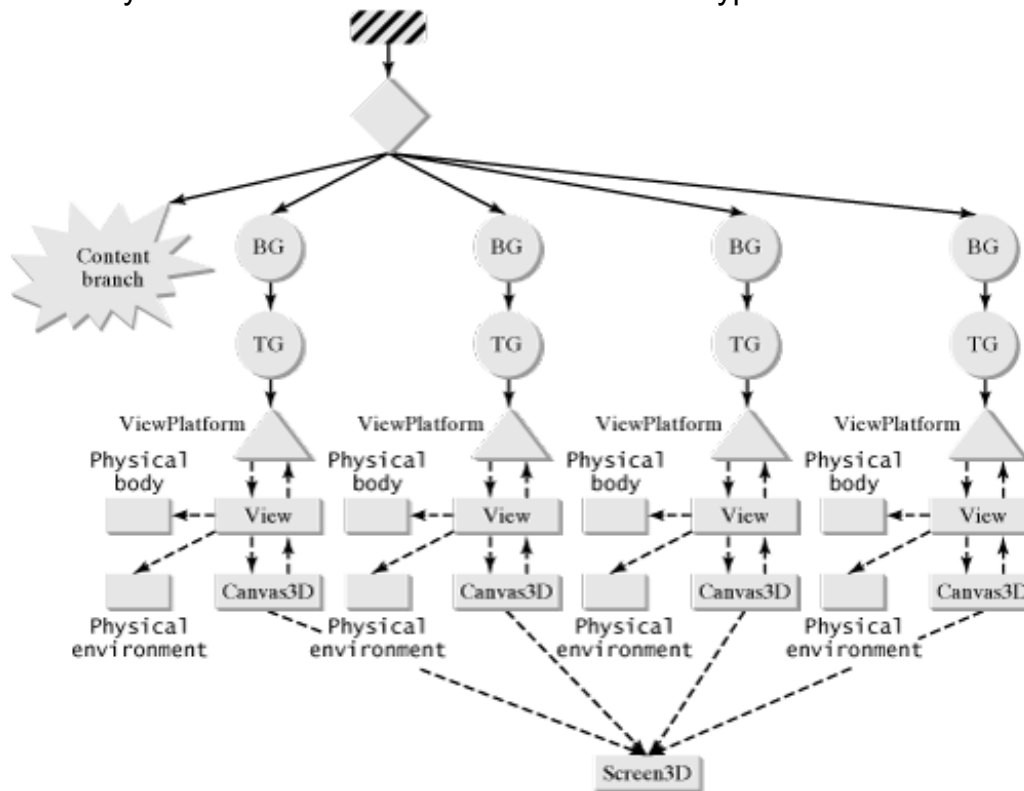 Content
branch
BG
BG
BG
BG
TG
TG
TG
TG
ViewPlatform
ViewPlatform
ViewPlatform
ViewPlatform
Physical
body
Physical
body
Physical
body
Physical
body
View
View
View
View
Canvas3D
Canvas3D
Canvas3D
Canvas3D
Physical
environment
Physical
environment
Physical
environment
Physical
environment
Screen3D